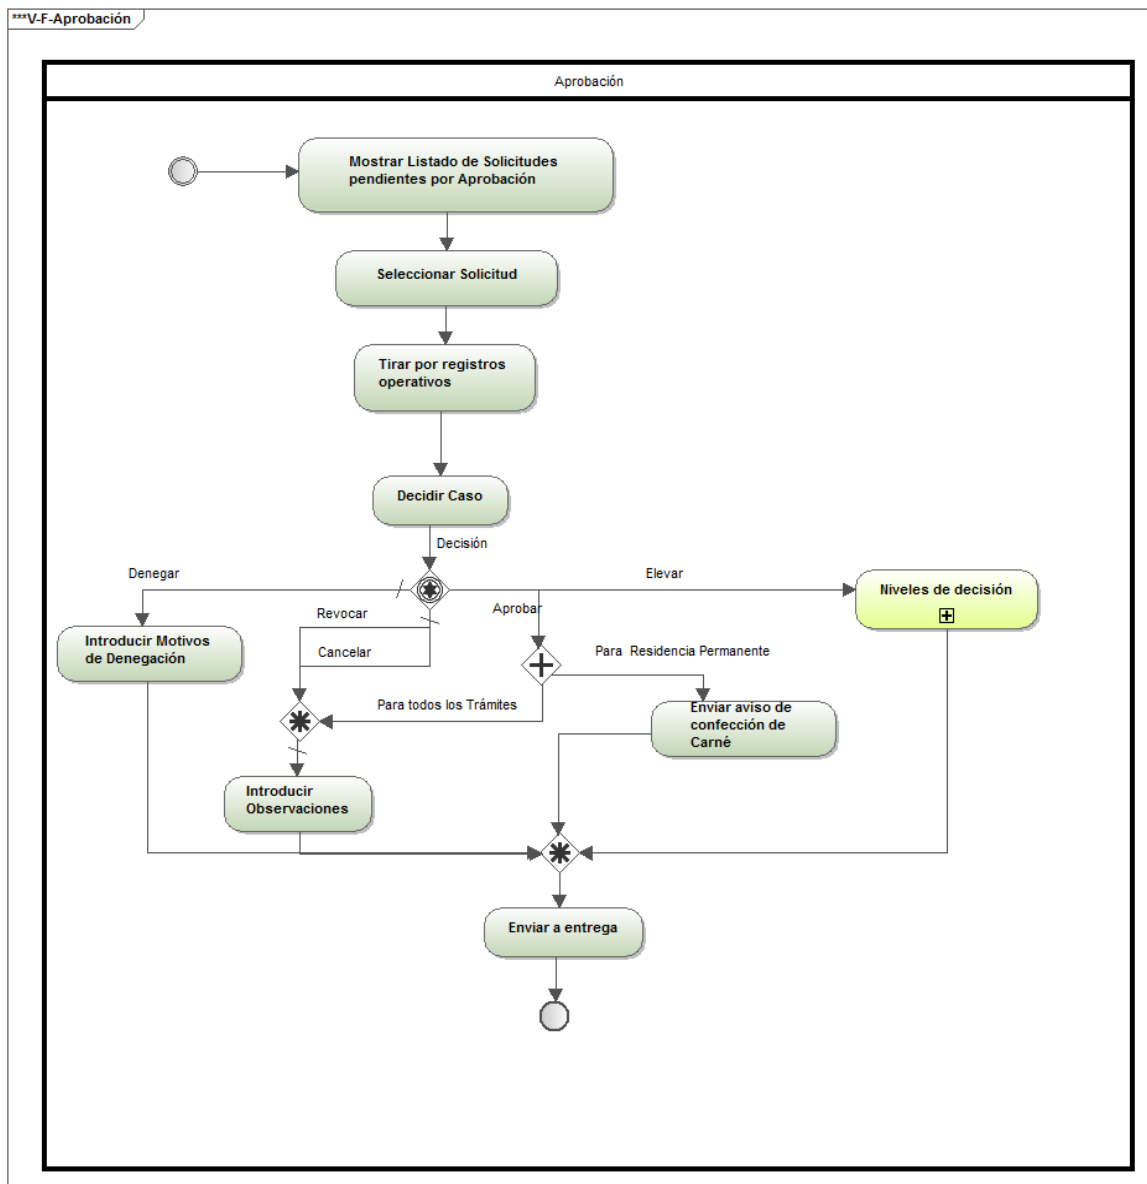 ***V-F-Aprobación
Aprobación
Mostrar Listado de Solicitudes
pendientes por Aprobación
Seleccionar Solicitud
Tirar por registros
operativos
Decidir Caso
Decisión
Denegar
Elevar
Niveles de decisión
Revocar
Aprobar
Introducir Motivos
de Denegación
Cancelar
Para Residencia Permanente
Para todos los Trámites
Enviar aviso de
confección de
Carné
Introducir
Observaciones
Enviar a entrega